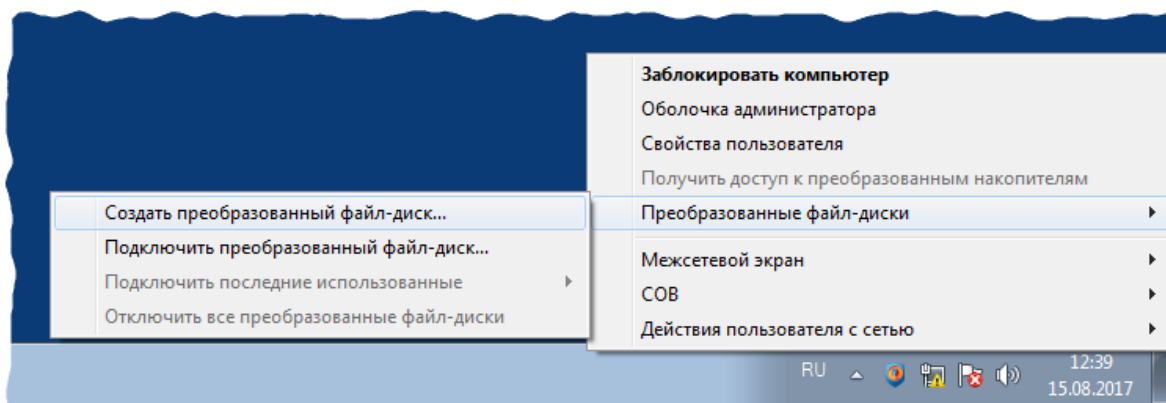 Заблокировать компьютер
Оболочка администратора
Свойства пользователя
Получить доступ к преобразованным накопителям
Преобразованные файл-диски
Межсетевой экран
СОВ
Действия пользователя с сетью
Создать преобразованный файл-диск...
Подключить преобразованный файл-диск...
Подключить последние использованные
Отключить все преобразованные файл-диски
RU
12:39
15.08.2017